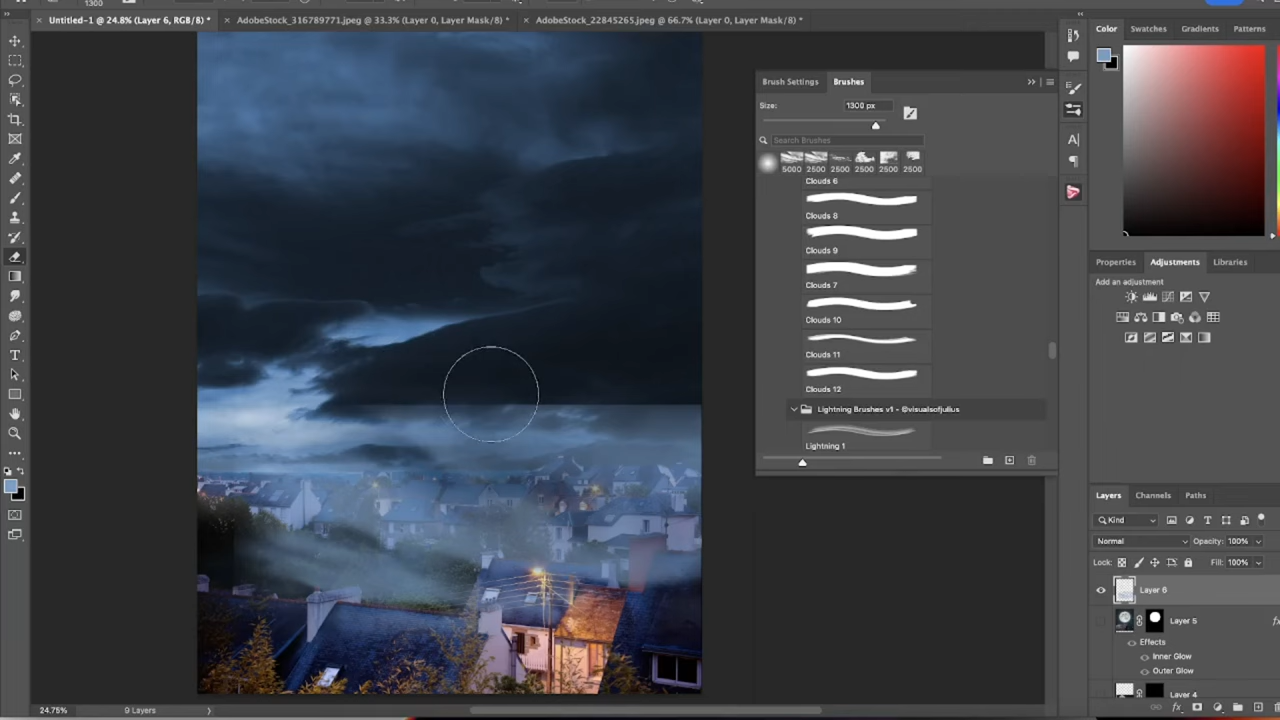 1300
Untitled-1 @ 24.8% (Layer 6, RGB/8) *
AdobeStock_316789771.jpeg @ 33.3% (Layer 0, Layer Mask/8) *
AdobeStock_22845265.jpeg @ 66.7% (Layer 0, Layer Mask/8) *
Color
Swatches
Gradients
Patterns
Brush Settings
Brushes
Size:
1300 px
Search Brushes
5000 2500 2500 2500 2500 2500
Clouds 6
Clouds 8
Clouds 9
Clouds 7
Clouds 10
Clouds 11
Clouds 12
Lightning Brushes v1 - @visualsofjulius
Lightning 1
Properties
Adjustments
Libraries
Add an adjustment
Layers
Channels
Paths
Kind
Normal
Opacity: 100%
Lock:
Fill: 100%
Layer 6
Layer 5
fx
Effects
Inner Glow
Outer Glow
Layer 4
24.75%
9 Layers
fx